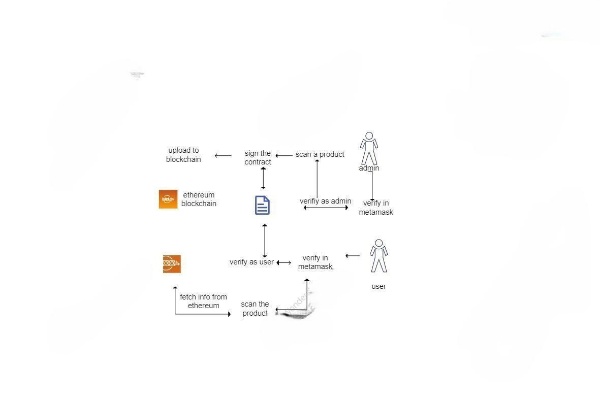 upload to
blockchain
sign the
contract
scan a product
admin
ethereum
blockchain
verifiy as admin
verify in
metamask
verify as user
verify in
metamask
user
fetch info from
ethereum
scan the
product